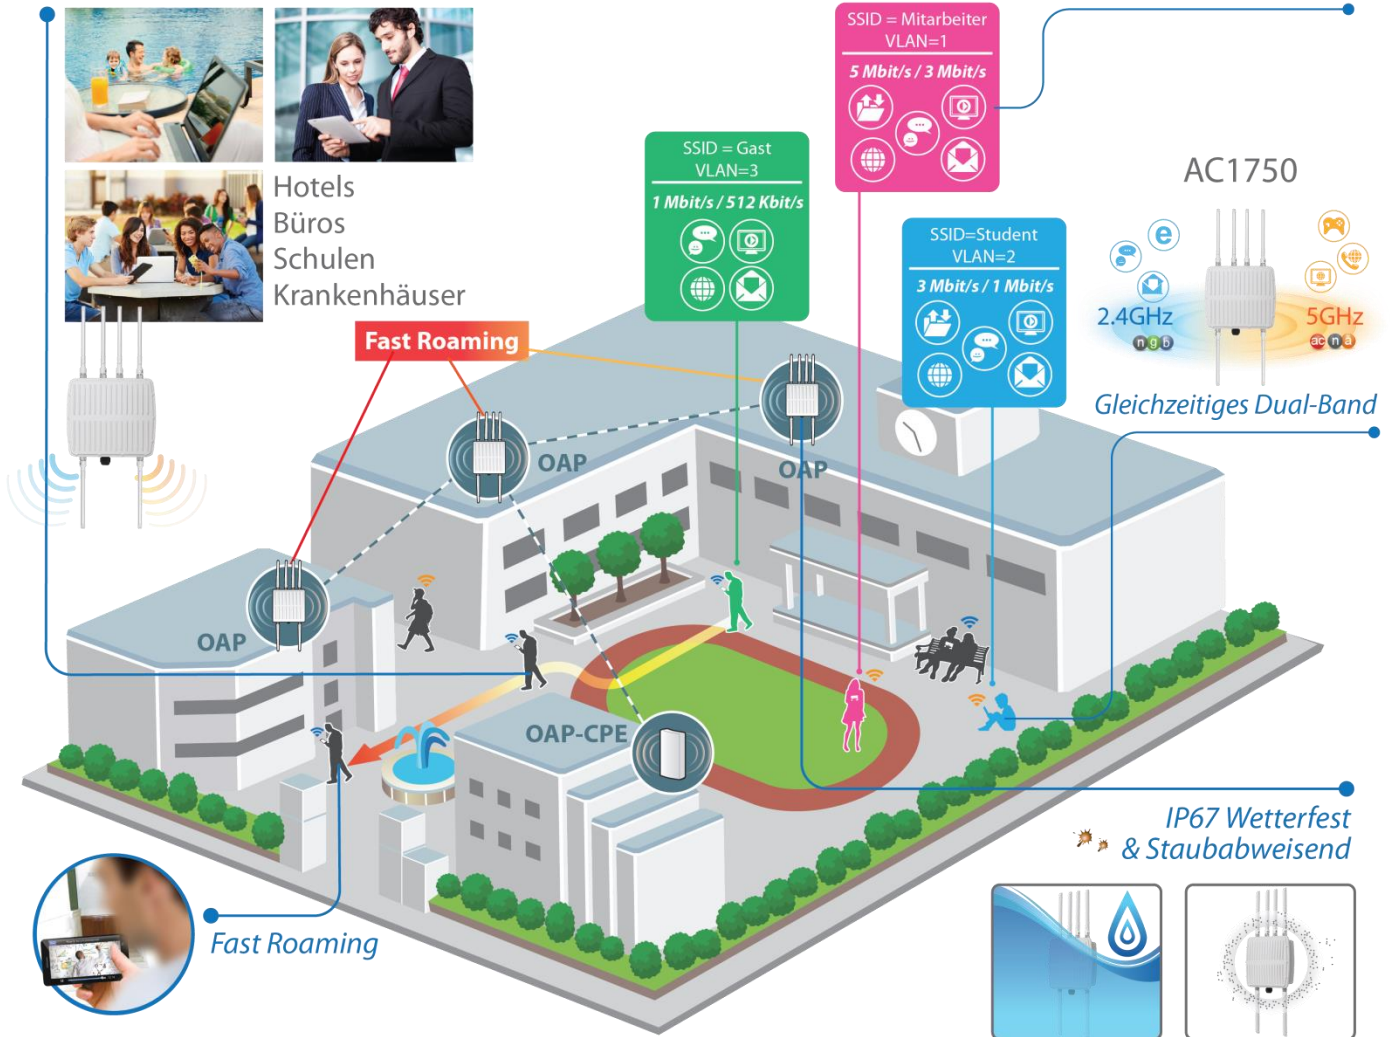 SSID = Mitarbeiter
VLAN=1
5 Mbit/s / 3 Mbit/s
SSID = Gast
VLAN=3
1 Mbit/s / 512 Kbit/s
SSID=Student
VLAN=2
3 Mbit/s / 1 Mbit/s
Hotels
Büros
Schulen
Krankenhäuser
AC1750
e
2.4GHz
5GHz
n g b
ac n a
Gleichzeitiges Dual-Band
Fast Roaming
OAP
OAP
OAP
OAP-CPE
IP67 Wetterfest
& Staubabweisend
Fast Roaming